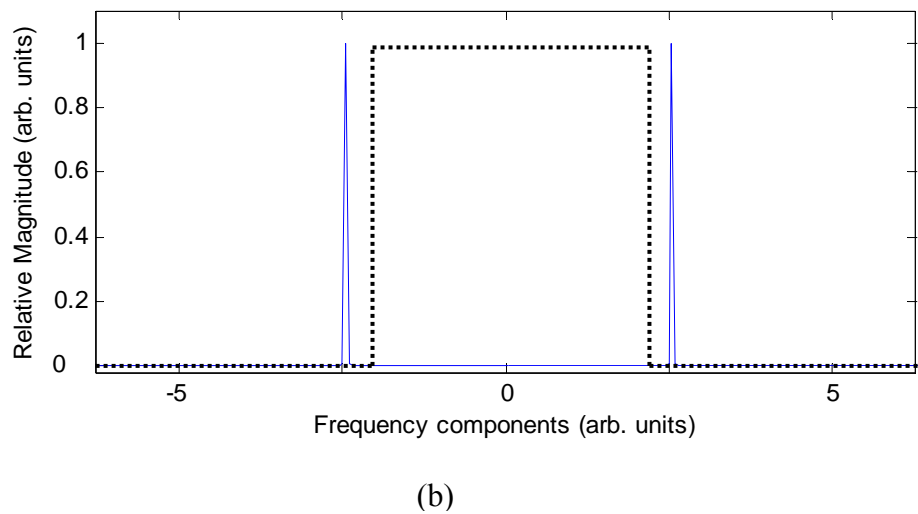 1
0.8
0.6
0.4
0.2
0
Relative Magnitude (arb. units)
-5 0 5
Frequency components (arb. units)
(b)